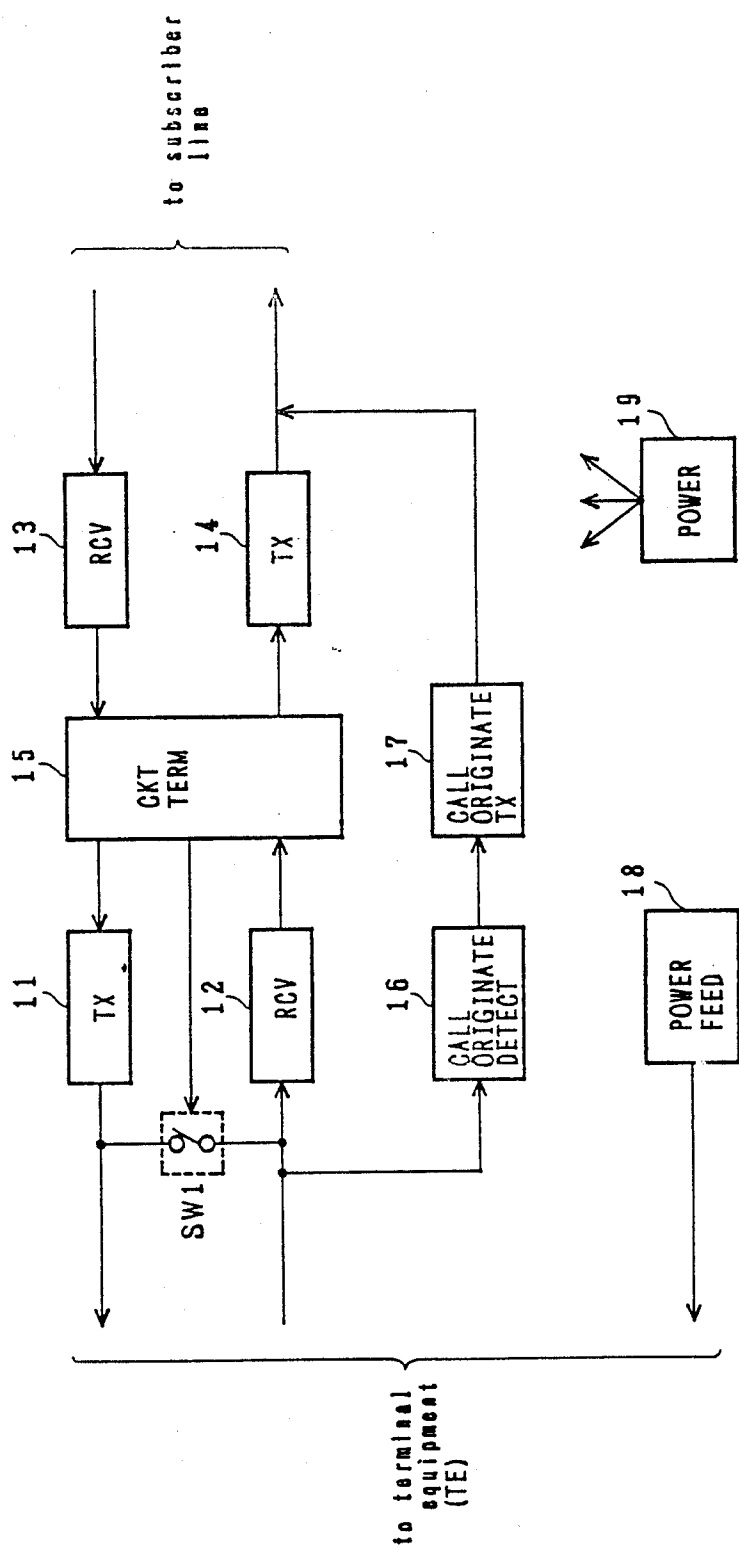 to subscriber
line
13
RCV
14
TX
19
POWER
15
CKT
TERM
17
CALL
ORIGINATE
TX
11
TX
12
RCV
16
CALL
ORIGINATE
DETECT
18
POWER
FEED
SW1
to terminal
equipment
(TE)